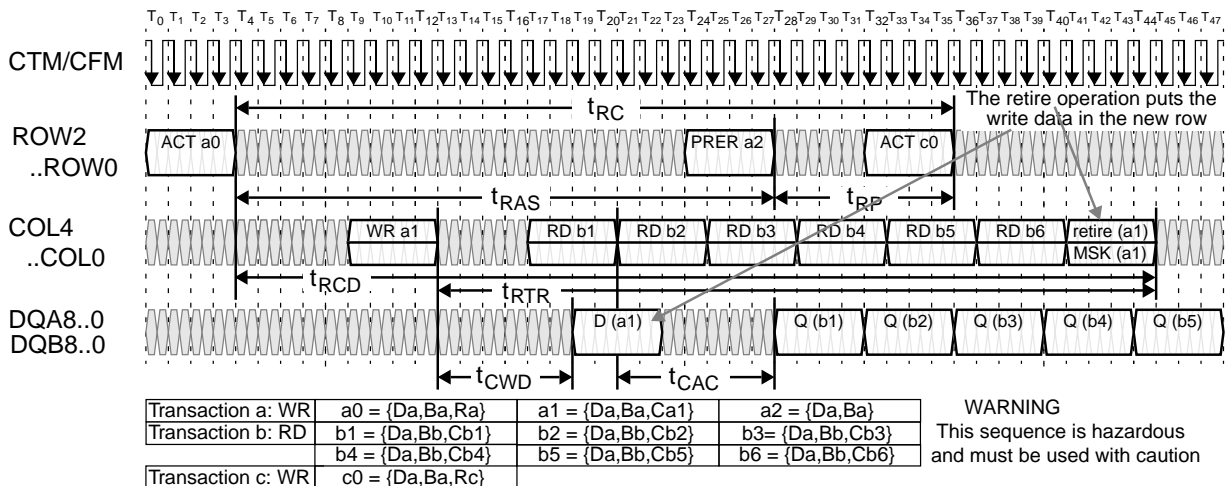 T0 T1 T2 T3 T4 T5 T6 T7 T8 T9 T10 T11 T12 T13 T14 T15 T16 T17 T18 T19 T20 T21 T22 T23 T24 T25 T26 T27 T28 T29 T30 T31 T32 T33 T34 T35 T36 T37 T38 T39 T40 T41 T42 T43 T44 T45 T46 T47
CTM/CFM
tRC
The retire operation puts the
write data in the new row
ROW2
..ROW0
ACT a0 PRER a2 ACT c0
tRAS tRP
COL4
..COL0
WR a1 RD b1 RD b2 RD b3 RD b4 RD b5 RD b6 retire (a1)
MSK (a1)
tRCD
tRTR
DQA8..0
DQB8..0
D (a1) Q (b1) Q (b2) Q (b3) Q (b4) Q (b5)
tCWD tCAC
Transaction a: WR a0 = {Da,Ba,Ra} a1 = {Da,Ba,Ca1} a2 = {Da,Ba}
Transaction b: RD b1 = {Da,Bb,Cb1} b2 = {Da,Bb,Cb2} b3= {Da,Bb,Cb3}
b4 = {Da,Bb,Cb4} b5 = {Da,Bb,Cb5} b6 = {Da,Bb,Cb6}
Transaction c: WR c0 = {Da,Ba,Rc}
WARNING
This sequence is hazardous
and must be used with caution